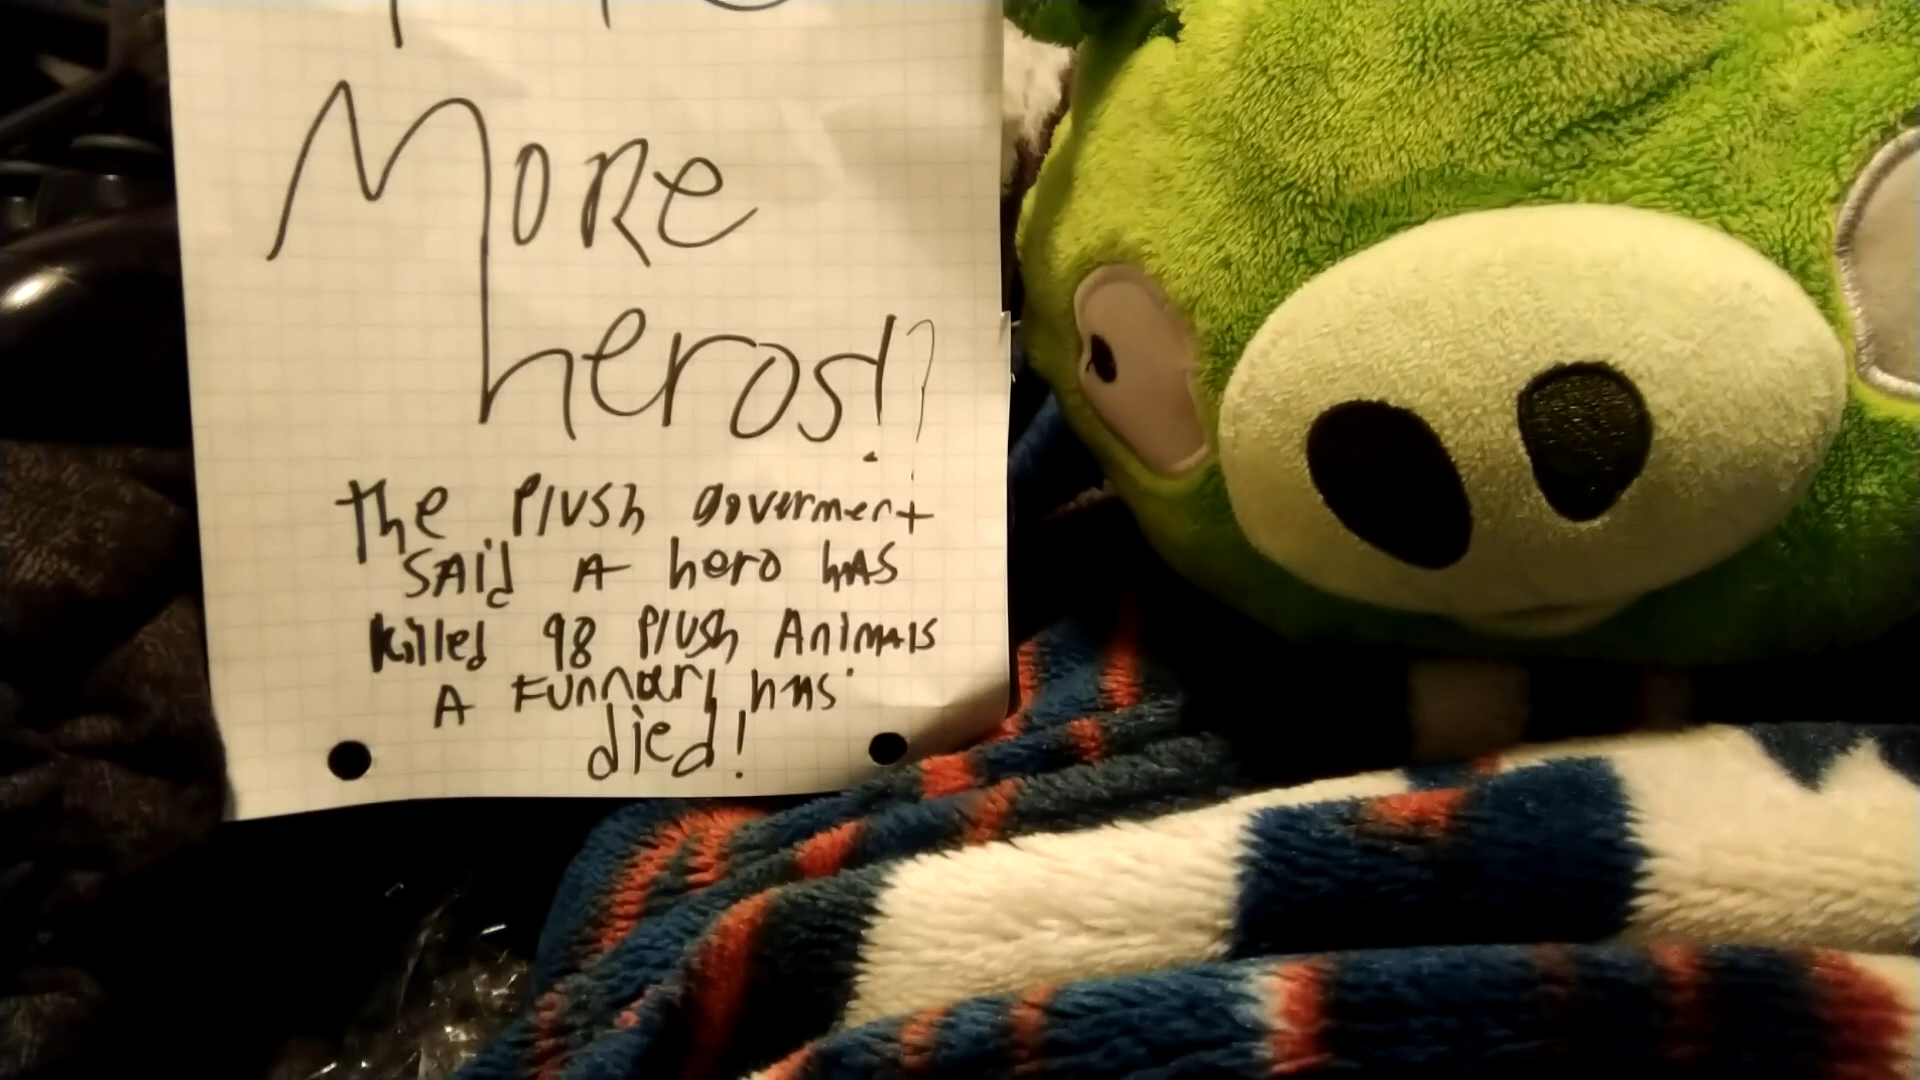 More
heros!?
the Plush goverment
SAid A hero hAS
killed 98 Plush AniMAls
A Funnary hAS
died!